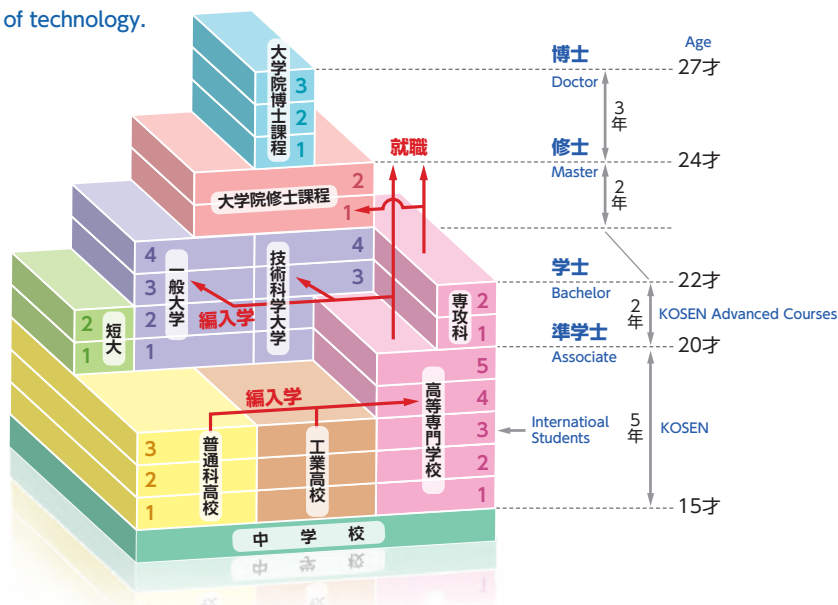 of technology.
Age
博士
Doctor
27才
3年
修士
Master
24才
2年
学士
Bachelor
22才
2年
KOSEN Advanced Courses
準学士
Associate
20才
5年
KOSEN
Internatioal
Students
15才
大学院博士課程
3
2
1
就職
大学院修士課程
2
1
一般大学
4
3
2
1
技術科学大学
4
3
編入学
短大
2
1
専攻科
2
1
編入学
高等専門学校
5
4
3
2
1
普通科高校
3
2
1
工業高校
中学校
中学校